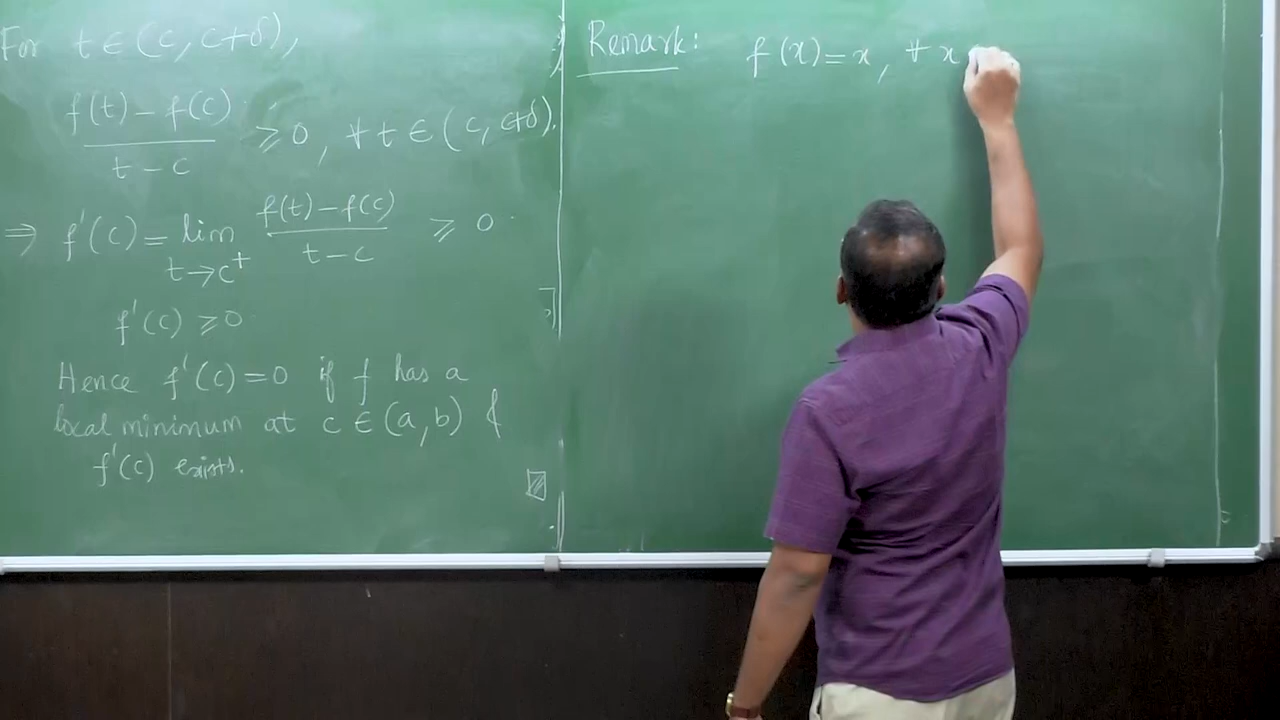 For t ∈ (c, c+δ),
f(t) − f(c) / t − c ⩾ 0, ∀ t ∈ (c, c+δ).
⇒ f'(c) = lim t→c⁺ f(t) − f(c) / t − c ⩾ 0
f'(c) ⩾ 0
Hence f'(c) = 0 if f has a
local minimum at c ∈ (a, b) &
f'(c) exists.
Remark: f(x) = x, ∀ x